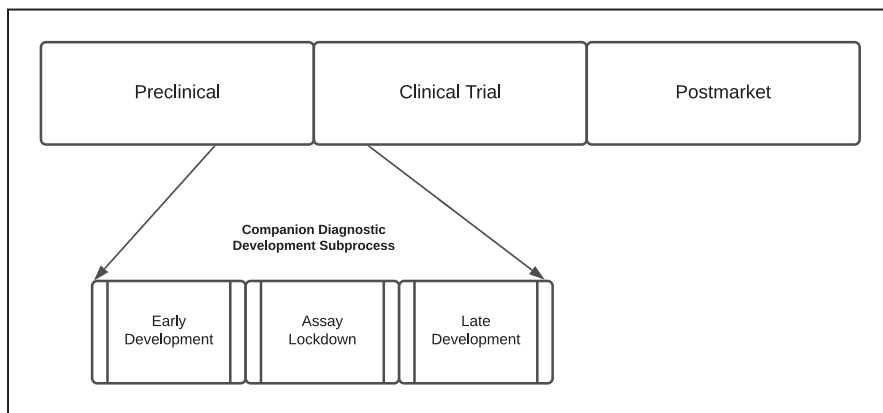 Preclinical
Clinical Trial
Postmarket
Companion Diagnostic
Development Subprocess
Early
Development
Assay
Lockdown
Late
Development